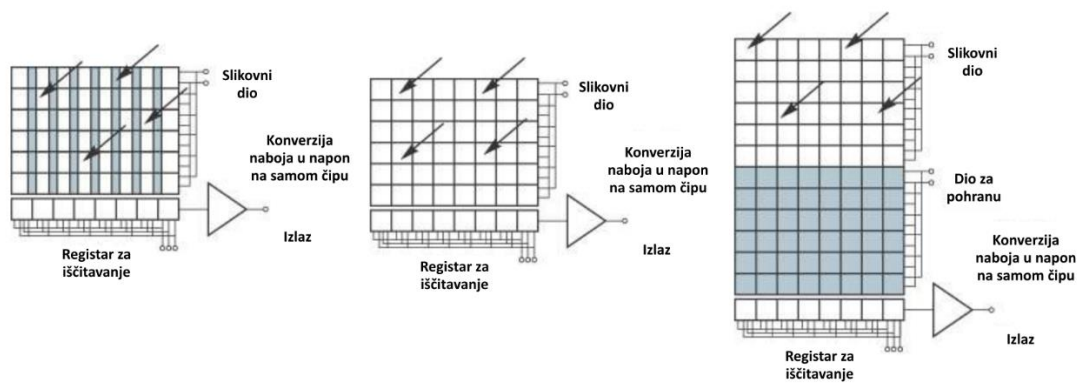 Slikovni
dio
Konverzija
naboja u napon
na samom čipu
Izlaz
Registar za
iščitavanje
Slikovni
dio
Konverzija
naboja u napon
na samom čipu
Izlaz
Registar za
iščitavanje
Slikovni
dio
Dio za
pohranu
Konverzija
naboja u napon
na samom čipu
Izlaz
Registar za
iščitavanje